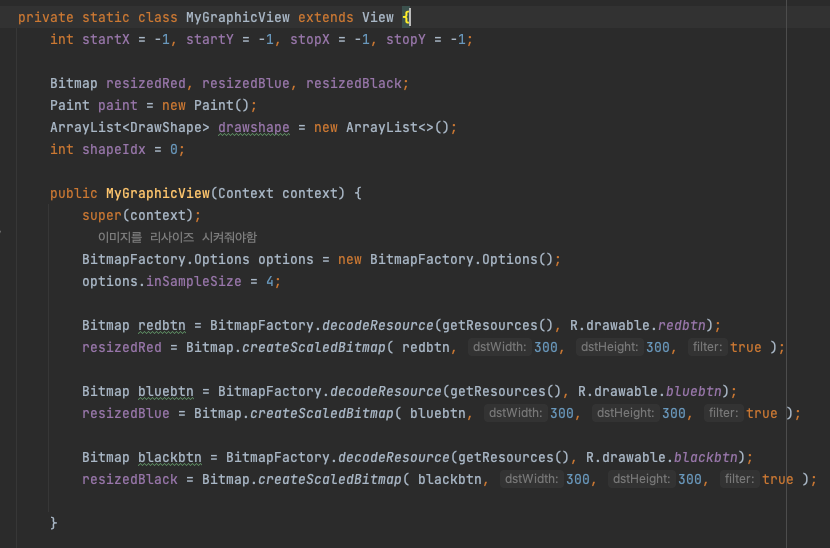 private static class MyGraphicView extends View {
int startX = -1, startY = -1, stopX = -1, stopY = -1;
Bitmap resizedRed, resizedBlue, resizedBlack;
Paint paint = new Paint();
ArrayList<DrawShape> drawshape = new ArrayList<>();
int shapeIdx = 0;
public MyGraphicView(Context context) {
super(context);
이미지를 리사이즈 시켜줘야함
BitmapFactory.Options options = new BitmapFactory.Options();
options.inSampleSize = 4;
Bitmap redbtn = BitmapFactory.decodeResource(getResources(), R.drawable.redbtn);
resizedRed = Bitmap.createScaledBitmap( redbtn, dstWidth: 300, dstHeight: 300, filter: true );
Bitmap bluebtn = BitmapFactory.decodeResource(getResources(), R.drawable.bluebtn);
resizedBlue = Bitmap.createScaledBitmap( bluebtn, dstWidth: 300, dstHeight: 300, filter: true );
Bitmap blackbtn = BitmapFactory.decodeResource(getResources(), R.drawable.blackbtn);
resizedBlack = Bitmap.createScaledBitmap( blackbtn, dstWidth: 300, dstHeight: 300, filter: true );
}